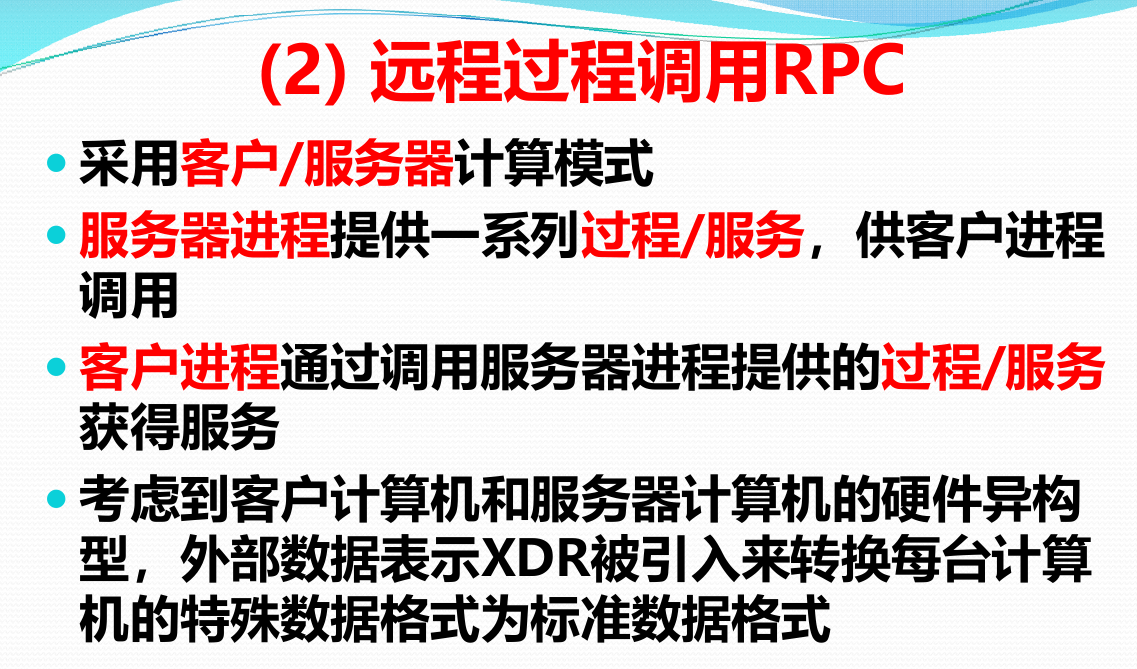 (2) 远程过程调用RPC
采用客户/服务器计算模式
服务器进程提供一系列过程/服务，供客户进程
调用
客户进程通过调用服务器进程提供的过程/服务
获得服务
考虑到客户计算机和服务器计算机的硬件异构
型，外部数据表示XDR被引入来转换每台计算
机的特殊数据格式为标准数据格式